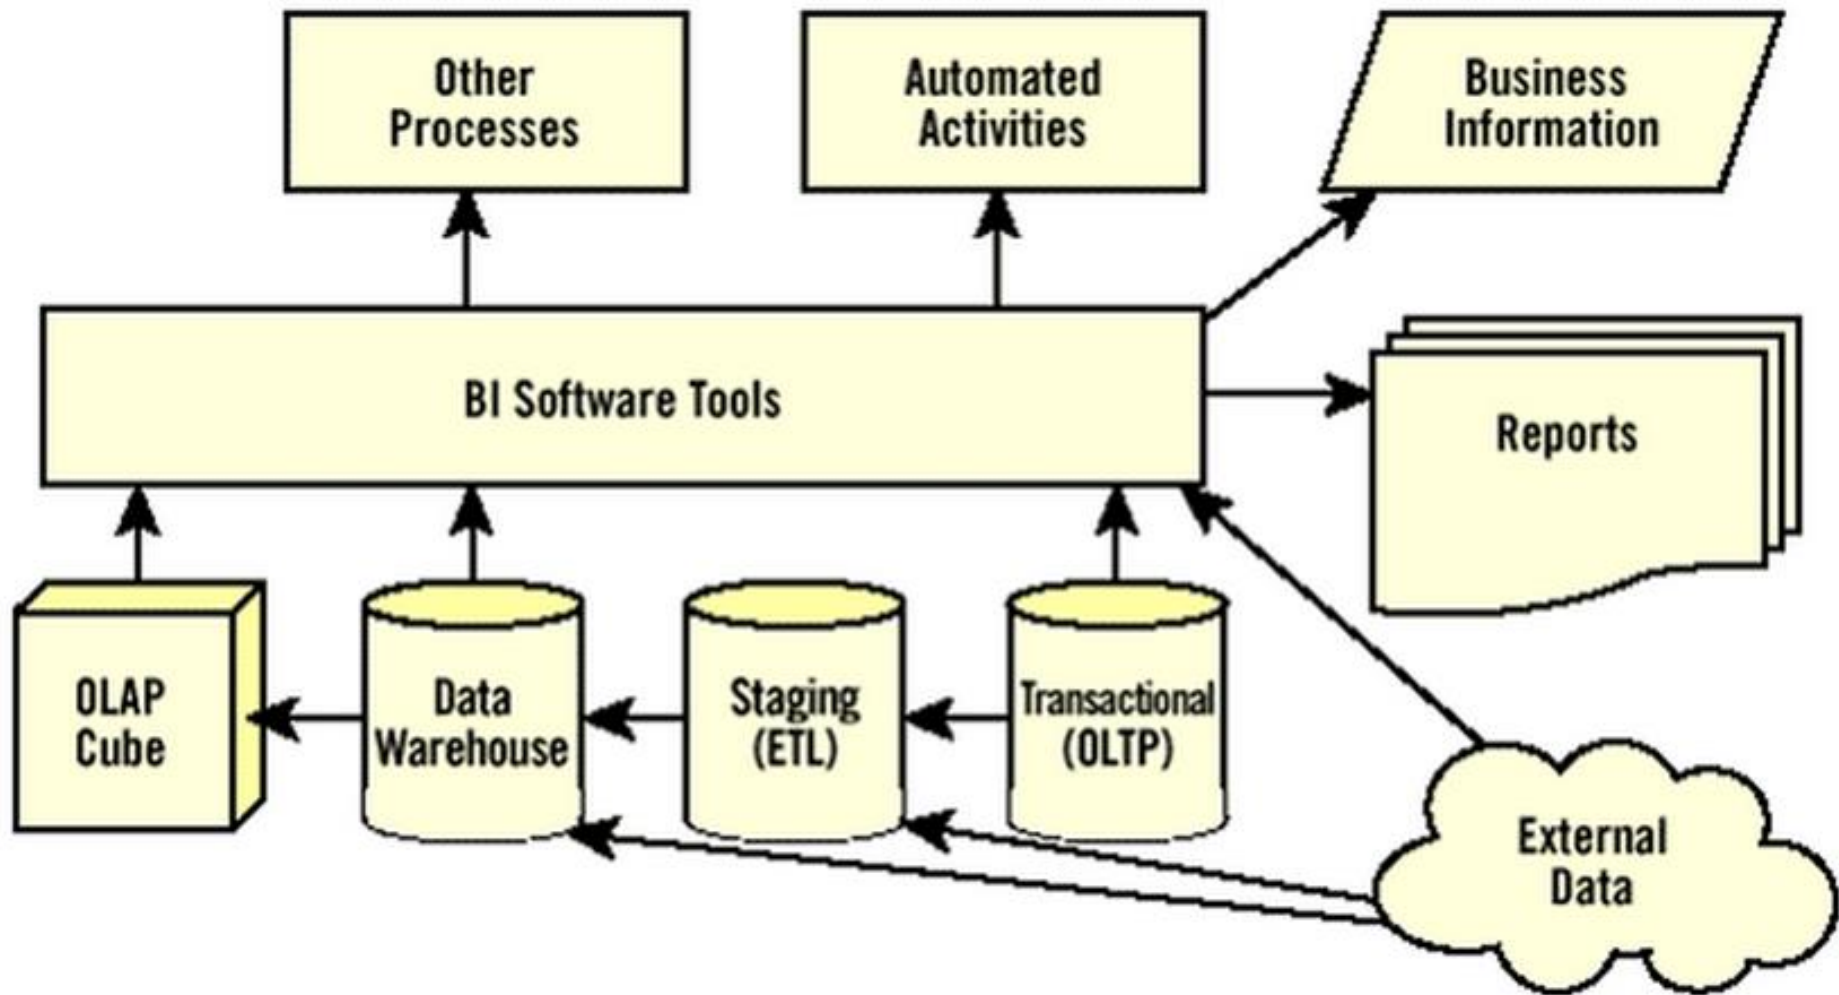 Other
Processes
Automated
Activities
Business
Information
BI Software Tools
Reports
OLAP
Cube
Data
Warehouse
Staging
(ETL)
Transactional
(OLTP)
External
Data